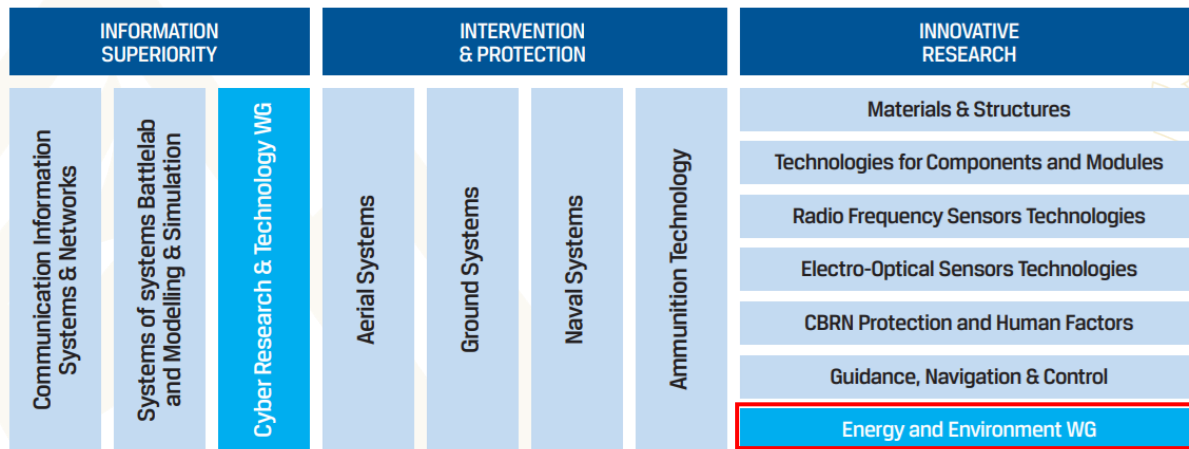 INFORMATION
SUPERIORITY
INTERVENTION
& PROTECTION
INNOVATIVE
RESEARCH
Communication Information
Systems & Networks
Systems of systems Battlelab
and Modelling & Simulation
Cyber Research & Technology WG
Aerial Systems
Ground Systems
Naval Systems
Ammunition Technology
Materials & Structures
Technologies for Components and Modules
Radio Frequency Sensors Technologies
Electro-Optical Sensors Technologies
CBRN Protection and Human Factors
Guidance, Navigation & Control
Energy and Environment WG